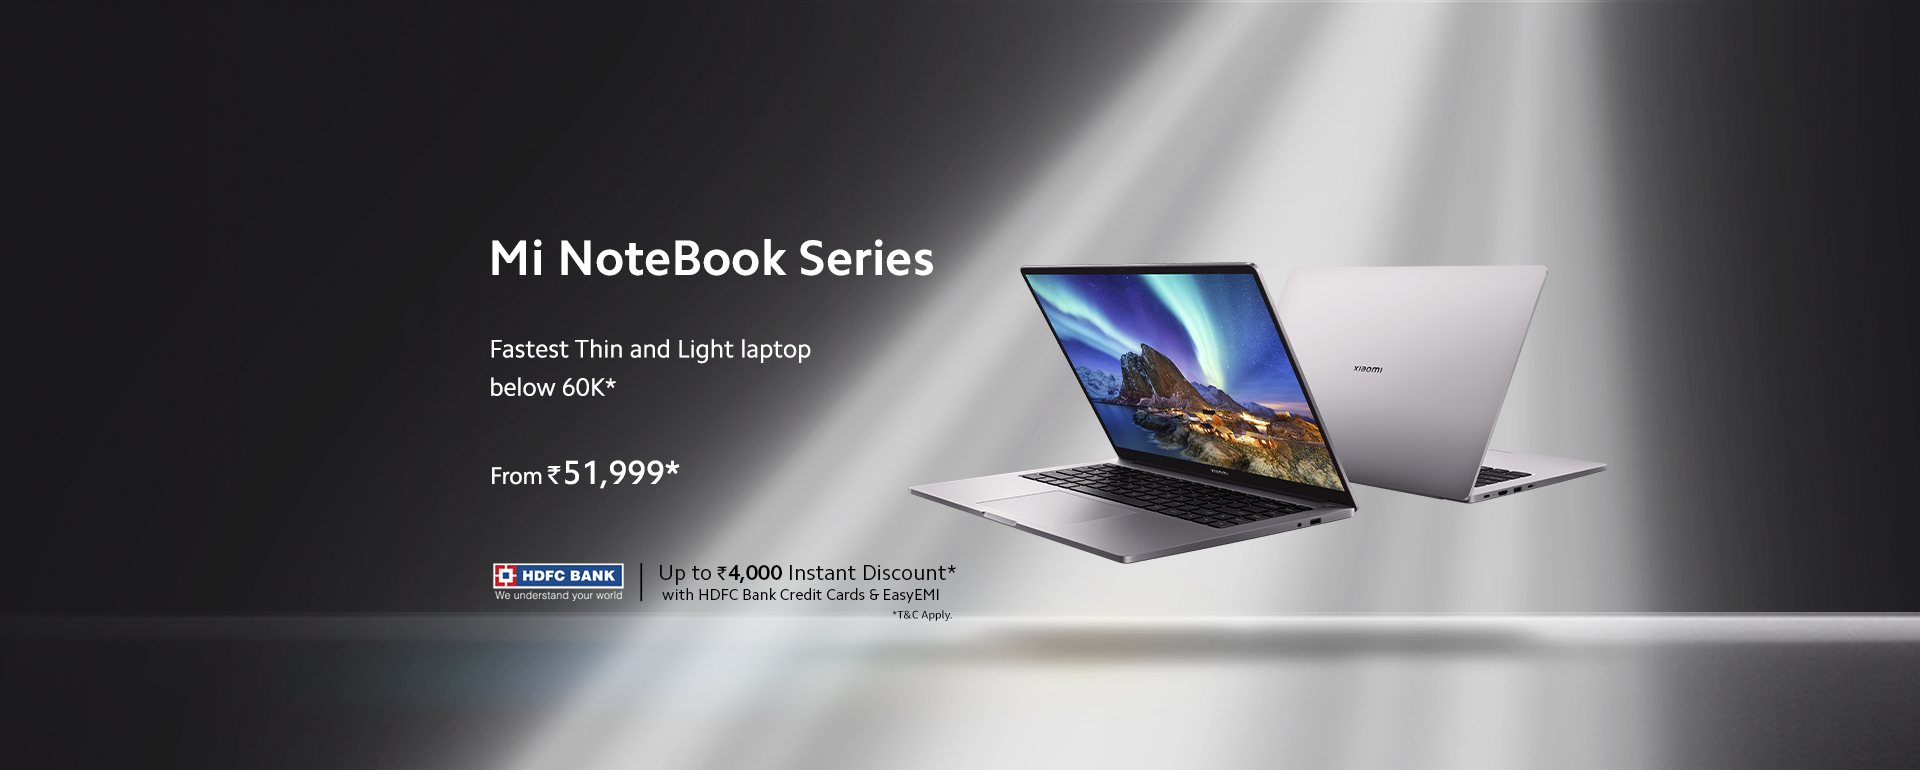 Mi NoteBook Series
Fastest Thin and Light laptop
below 60K*
From ₹51,999*
HDFC BANK
We understand your world
Up to ₹4,000 Instant Discount*
with HDFC Bank Credit Cards & EasyEMI
*T&C Apply.
xiaomi
xiaomi